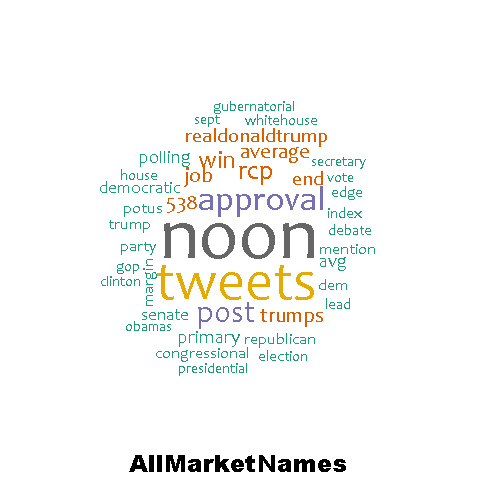 gubernatorial
sept whitehouse
realdonaldtrump
polling win average secretary
house job rcp end vote
democratic 538 approval edge
potus index
trump noon debate
party mention
gop margin tweets avg
clinton dem
senate post trumps lead
obamas
primary republican
congressional election
presidential
AllMarketNames